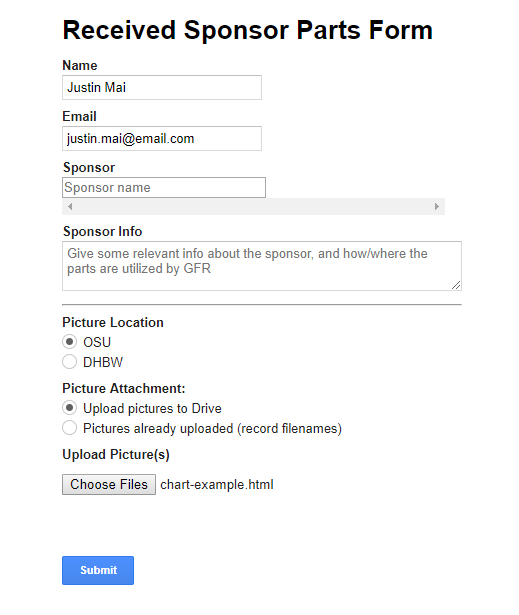 Received Sponsor Parts Form
Name
Justin Mai
Email
justin.mai@email.com
Sponsor
Sponsor name
Sponsor Info
Give some relevant info about the sponsor, and how/where the
parts are utilized by GFR
Picture Location
OSU
DHBW
Picture Attachment:
Upload pictures to Drive
Pictures already uploaded (record filenames)
Upload Picture(s)
Choose Files chart-example.html
Submit